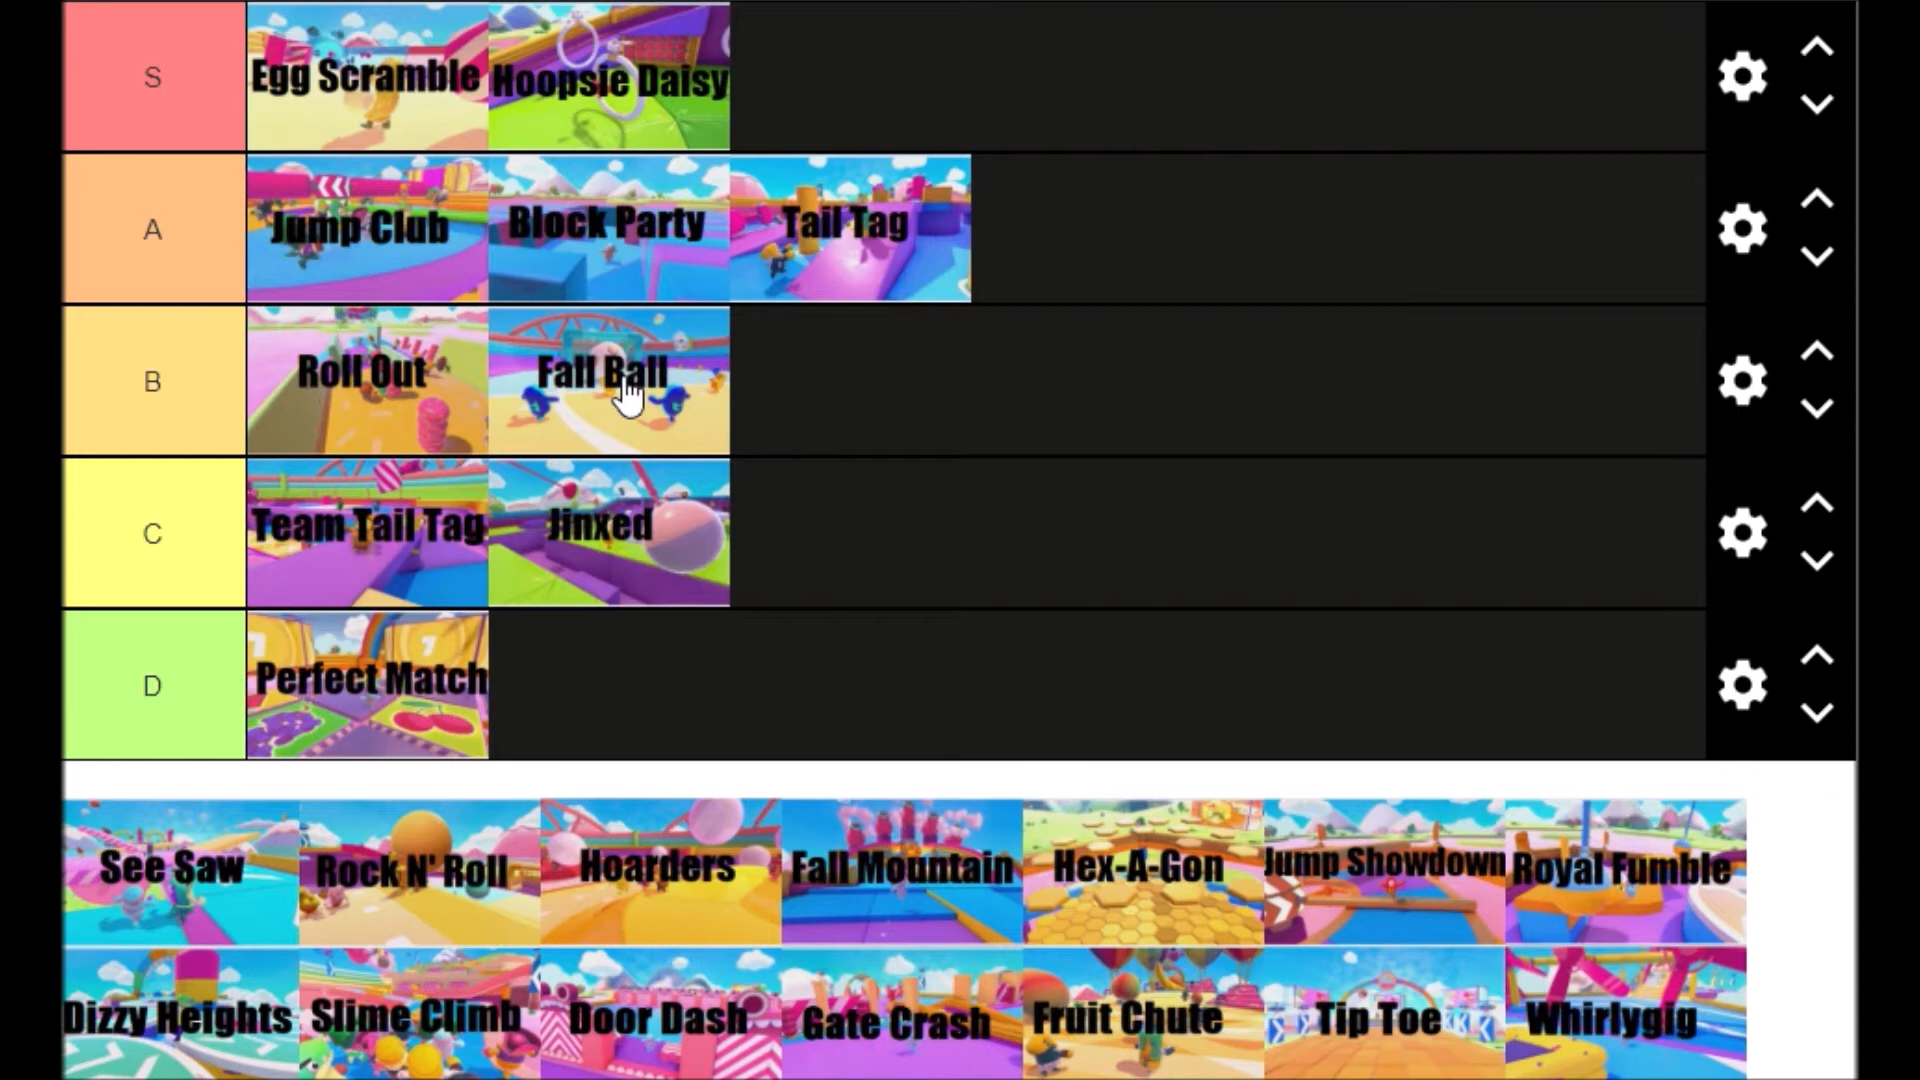 S
Egg Scramble
Hoopsie Daisy
A
Jump Club
Block Party
Tail Tag
B
Roll Out
Fall Ball
C
Team Tail Tag
Jinxed
D
Perfect Match
See Saw
Rock N' Roll
Hoarders
Fall Mountain
Hex-A-Gon
Jump Showdown
Royal Fumble
Dizzy Heights
Slime Climb
Door Dash
Gate Crash
Fruit Chute
Tip Toe
Whirlygig